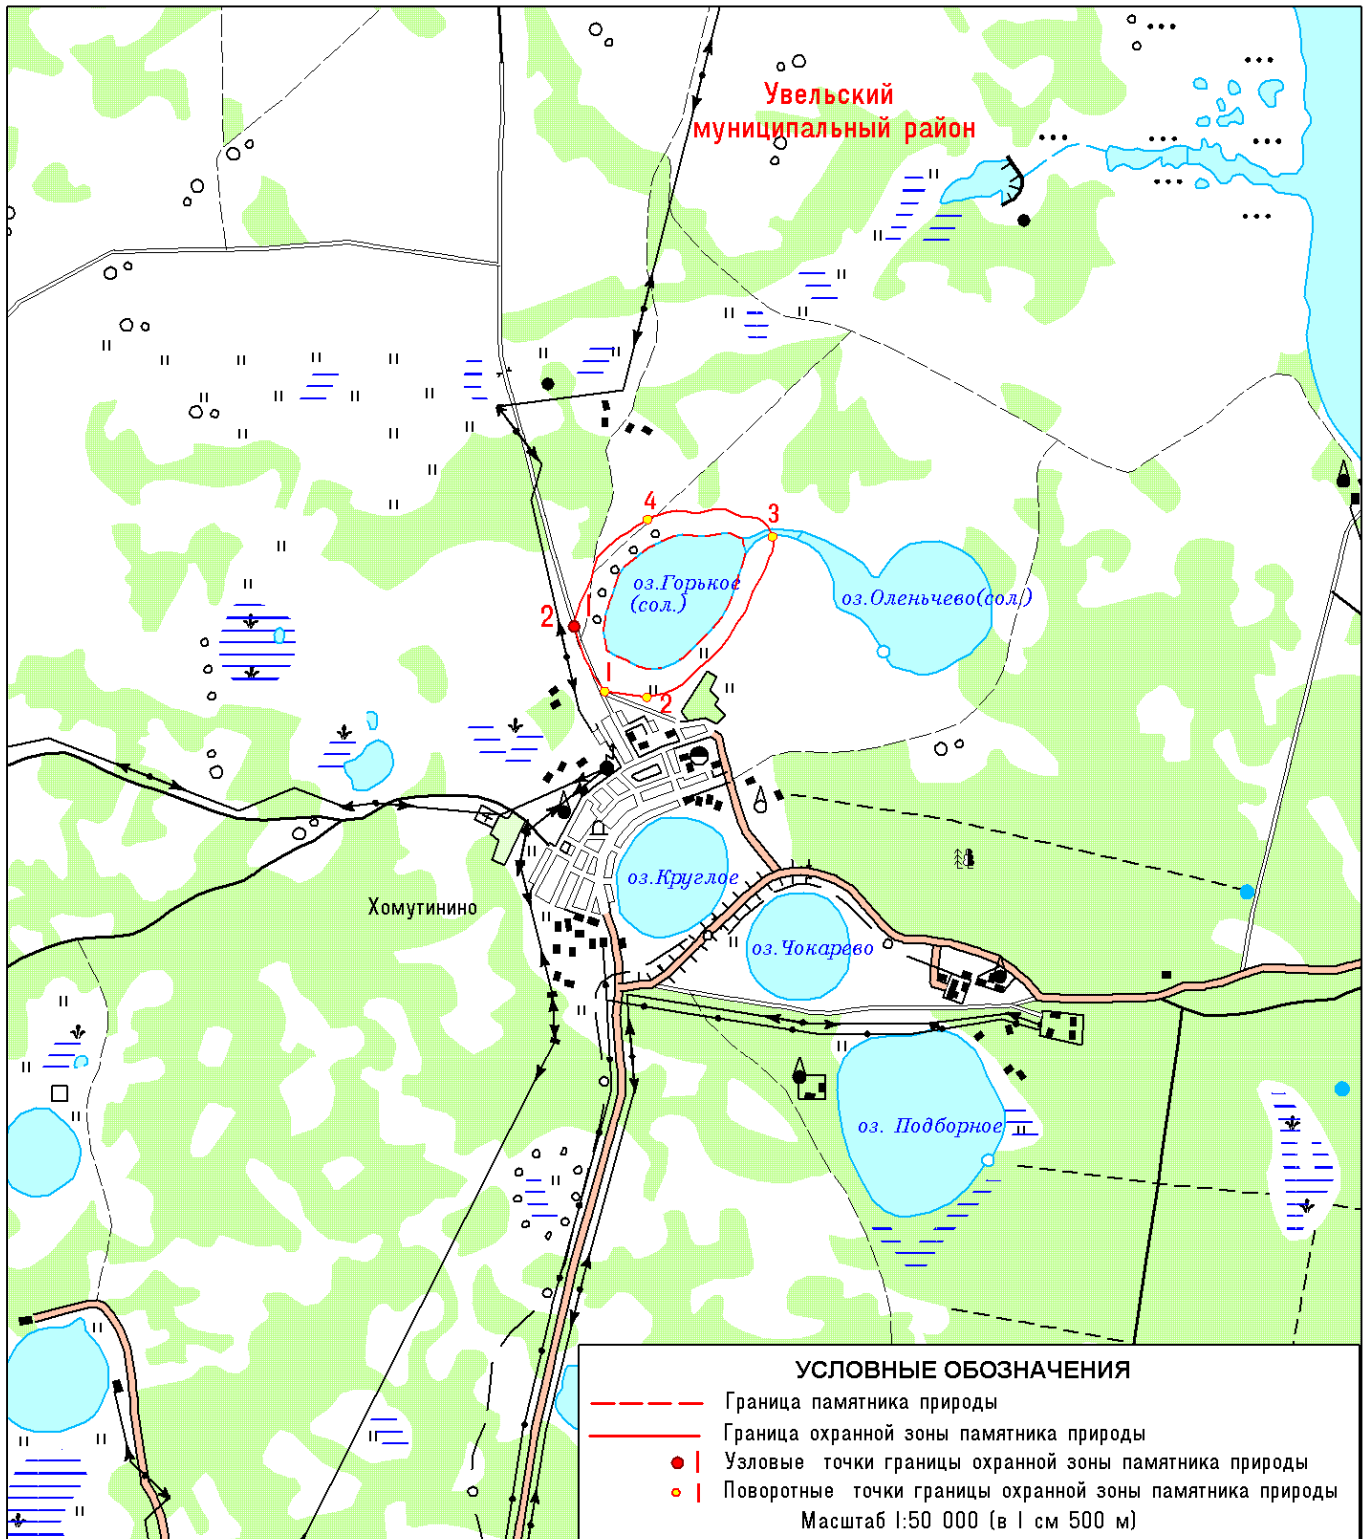 Увельский
муниципальный район
4
3
оз.Горькое
(сол.)
оз.Оленьчево(сол.)
2
1
1
2
оз.Круглое
Хомутинино
оз.Чокарево
оз. Подборное
УСЛОВНЫЕ ОБОЗНАЧЕНИЯ
Граница памятника природы
Граница охранной зоны памятника природы
1 Узловые точки границы охранной зоны памятника природы
1 Поворотные точки границы охранной зоны памятника природы
Масштаб 1:50 000 (в 1 см 500 м)